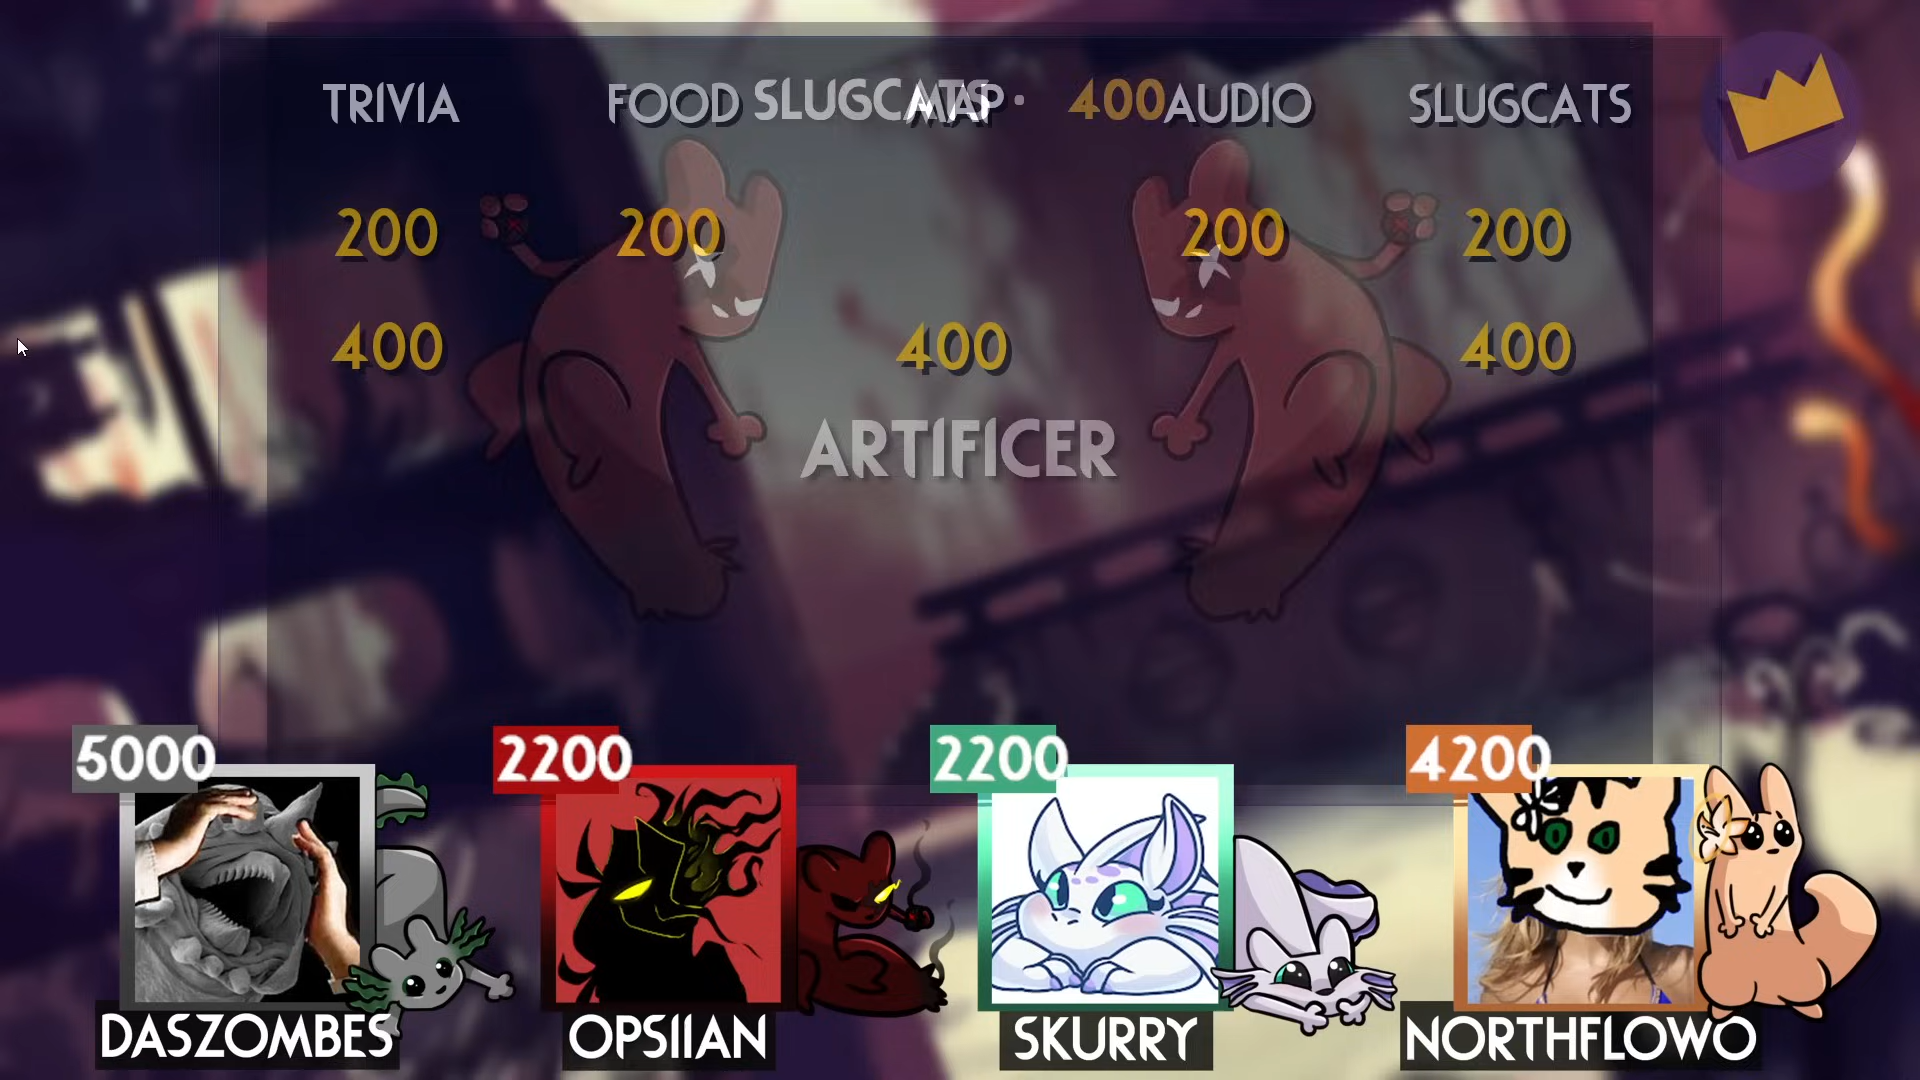 TRIVIA FOOD MAP AUDIO SLUGCATS
SLUGCATS • 400
200 200 200 200
400 400 400
ARTIFICER
5000 2200 2200 4200
DASZOMBES OPSIIAN SKURRY NORTHFLOWO